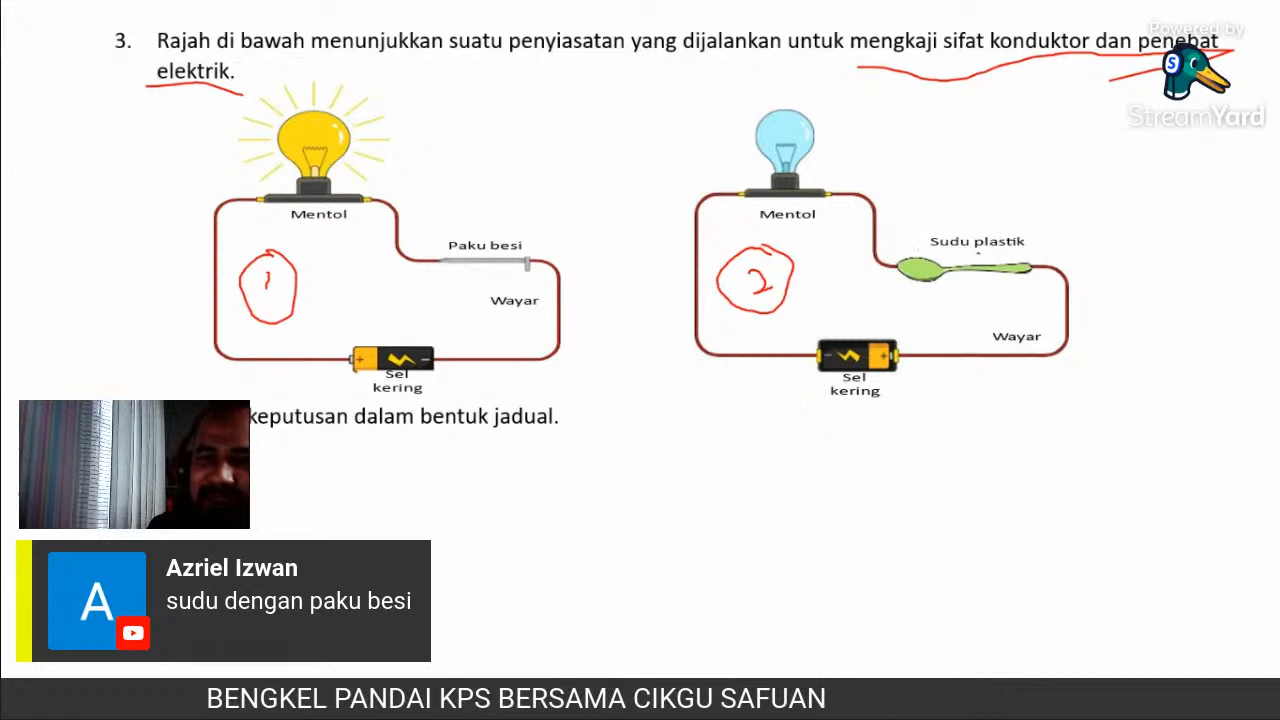 3. Rajah di bawah menunjukkan suatu penyiasatan yang dijalankan untuk mengkaji sifat konduktor dan penebat
elektrik.
Powered by
StreamYard
Mentol
Paku besi
Wayar
+
−
Sel
kering
1
Mentol
Sudu plastik
Wayar
−
+
Sel
kering
2
keputusan dalam bentuk jadual.
A
Azriel Izwan
sudu dengan paku besi
BENGKEL PANDAI KPS BERSAMA CIKGU SAFUAN